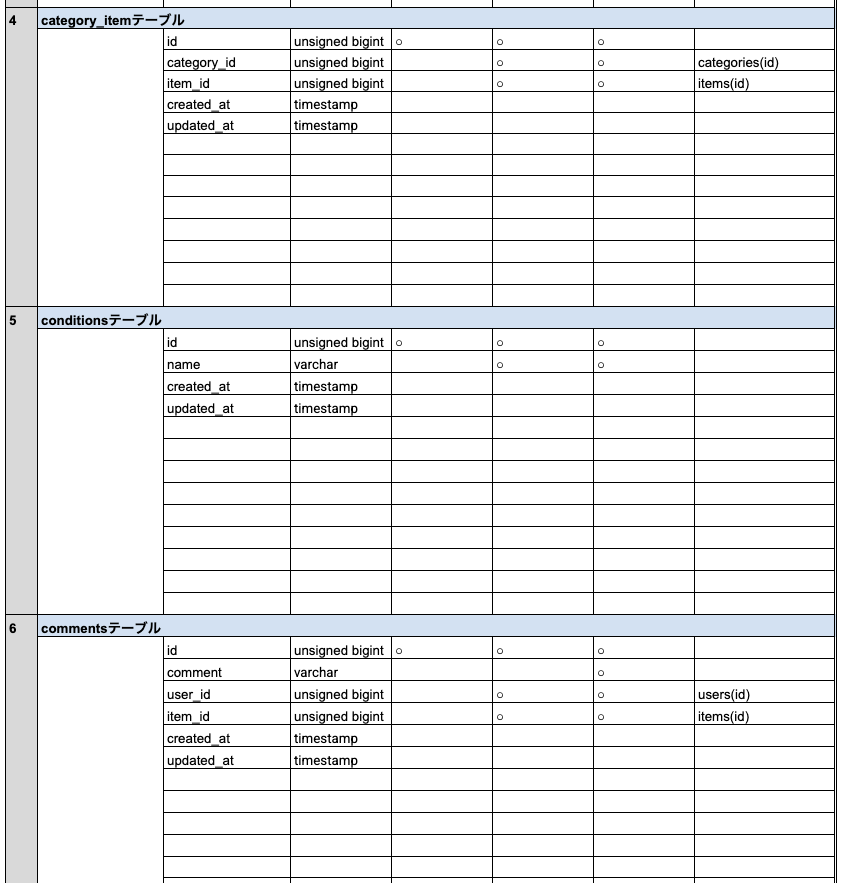 4 category_itemテーブル
id unsigned bigint ○ ○ ○
category_id unsigned bigint ○ ○ categories(id)
item_id unsigned bigint ○ ○ items(id)
created_at timestamp
updated_at timestamp
5 conditionsテーブル
id unsigned bigint ○ ○ ○
name varchar ○ ○
created_at timestamp
updated_at timestamp
6 commentsテーブル
id unsigned bigint ○ ○ ○
comment varchar ○
user_id unsigned bigint ○ ○ users(id)
item_id unsigned bigint ○ ○ items(id)
created_at timestamp
updated_at timestamp